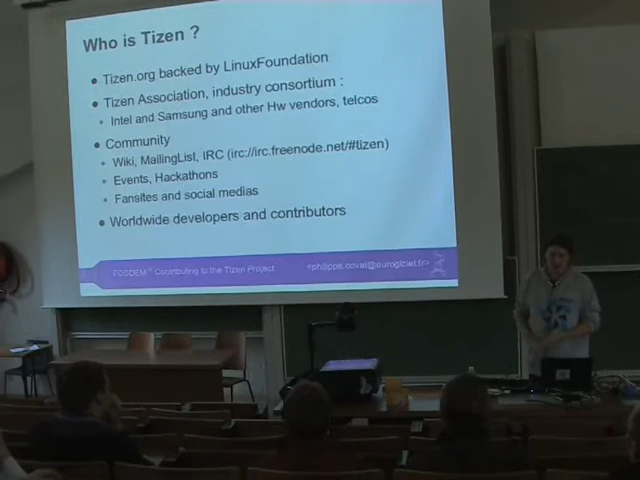 Who is Tizen ?
● Tizen.org backed by LinuxFoundation
● Tizen Association, industry consortium :
● Intel and Samsung and other Hw vendors, telcos
● Community
● Wiki, MailingList, IRC (irc://irc.freenode.net/#tizen)
● Events, Hackathons
● Fansites and social medias
● Worldwide developers and contributors
FOSDEM Contributing to the Tizen Project <philippe.coval@eurogiciel.fr>